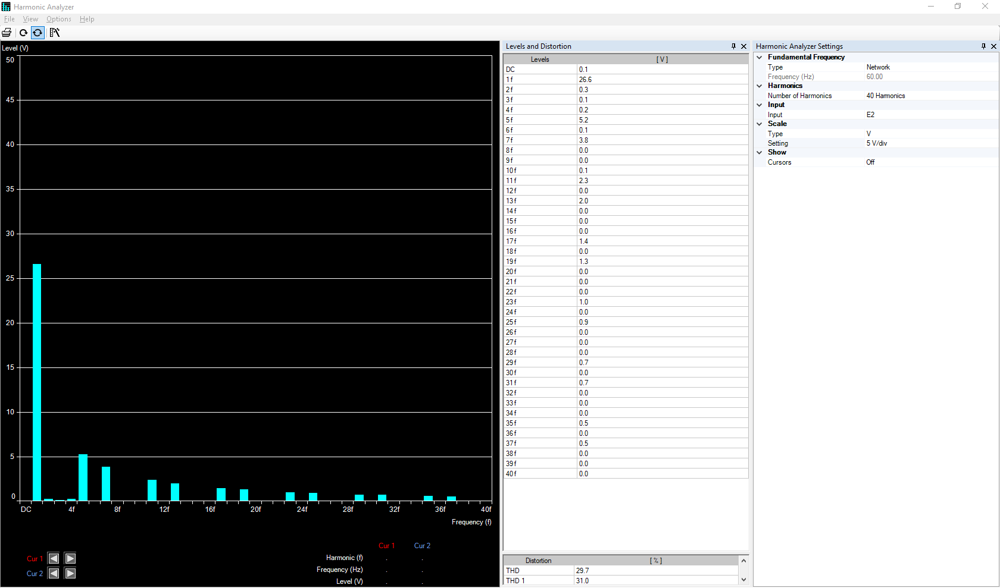 Harmonic Analyzer
File View Options Help
Level (V)
50
45
40
35
30
25
20
15
10
5
0
DC 4f 8f 12f 16f 20f 24f 28f 32f 36f 40f
Frequency (f)
Cur 1 Cur 2
Cur 1
Cur 2
Harmonic (f) . .
Frequency (Hz) . .
Level (V) . .
Levels and Distortion
Levels [ V ]
DC 0.1
1f 26.6
2f 0.3
3f 0.1
4f 0.2
5f 5.2
6f 0.1
7f 3.8
8f 0.0
9f 0.0
10f 0.1
11f 2.3
12f 0.0
13f 2.0
14f 0.0
15f 0.0
16f 0.0
17f 1.4
18f 0.0
19f 1.3
20f 0.0
21f 0.0
22f 0.0
23f 1.0
24f 0.0
25f 0.9
26f 0.0
27f 0.0
28f 0.0
29f 0.7
30f 0.0
31f 0.7
32f 0.0
33f 0.0
34f 0.0
35f 0.5
36f 0.0
37f 0.5
38f 0.0
39f 0.0
40f 0.0
Distortion [ % ]
THD 29.7
THD 1 31.0
Harmonic Analyzer Settings
Fundamental Frequency
Type Network
Frequency (Hz) 60.00
Harmonics
Number of Harmonics 40 Harmonics
Input
Input E2
Scale
Type V
Setting 5 V/div
Show
Cursors Off